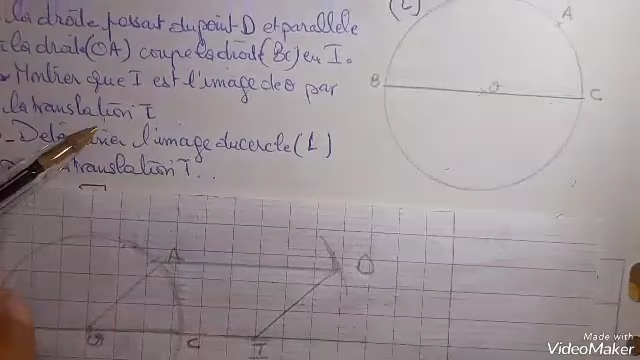 la droite passant du point D et parallèle
à la droite (OA) coupe la droite (BC) en I.
Montrer que I est l'image de o par
la translation T
l'image du cercle (L)
translation T..
(L)
A
B
o
C
A
D
o
C
I
Made with
VideoMaker